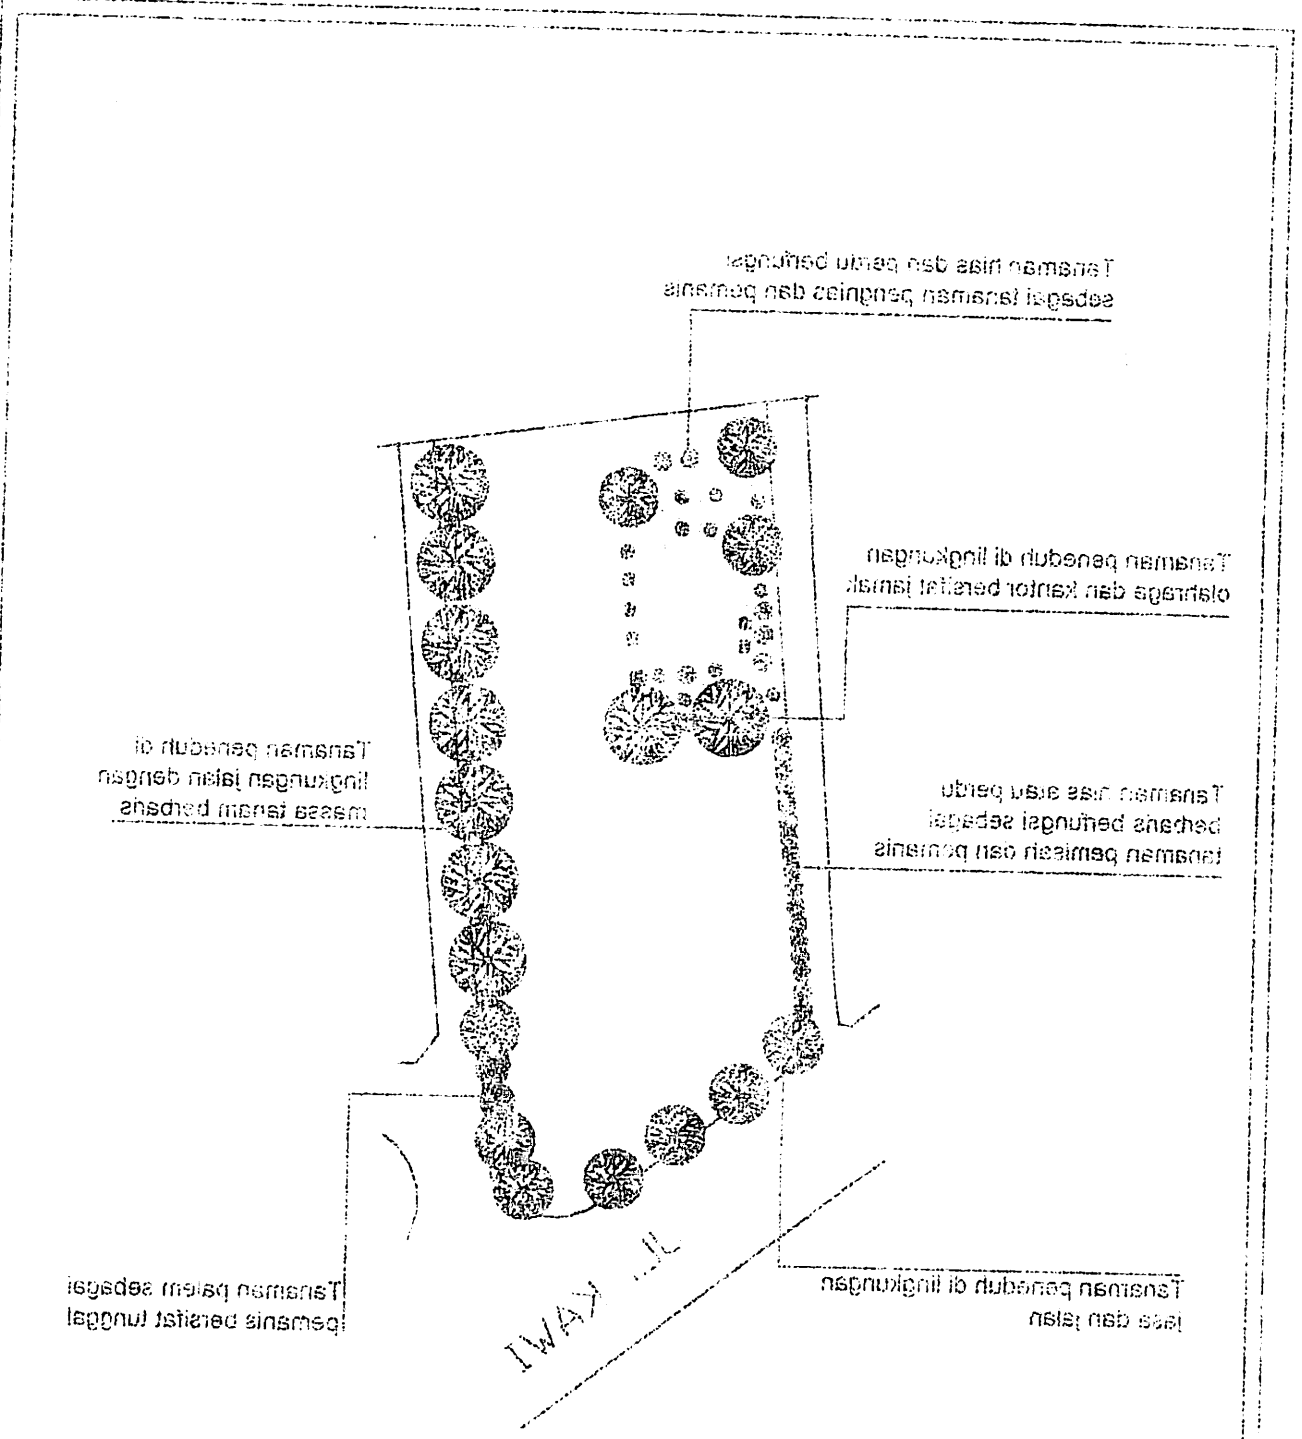 Tanaman hias dan perdu berfungsi
sebagai tanaman penghias dan pemanis
Tanaman peneduh di lingkungan
olahraga dan kantor bersifat jamak
Tanaman peneduh di
lingkungan jalan dengan
massa tanam berbaris
Tanaman hias atau perdu
berbaris berfungsi sebagai
tanaman pemisah dan pemanis
JL. KAWI
Tanaman palem sebagai
pemanis bersifat tunggal
Tanaman peneduh di lingkungan
jasa dan jalan